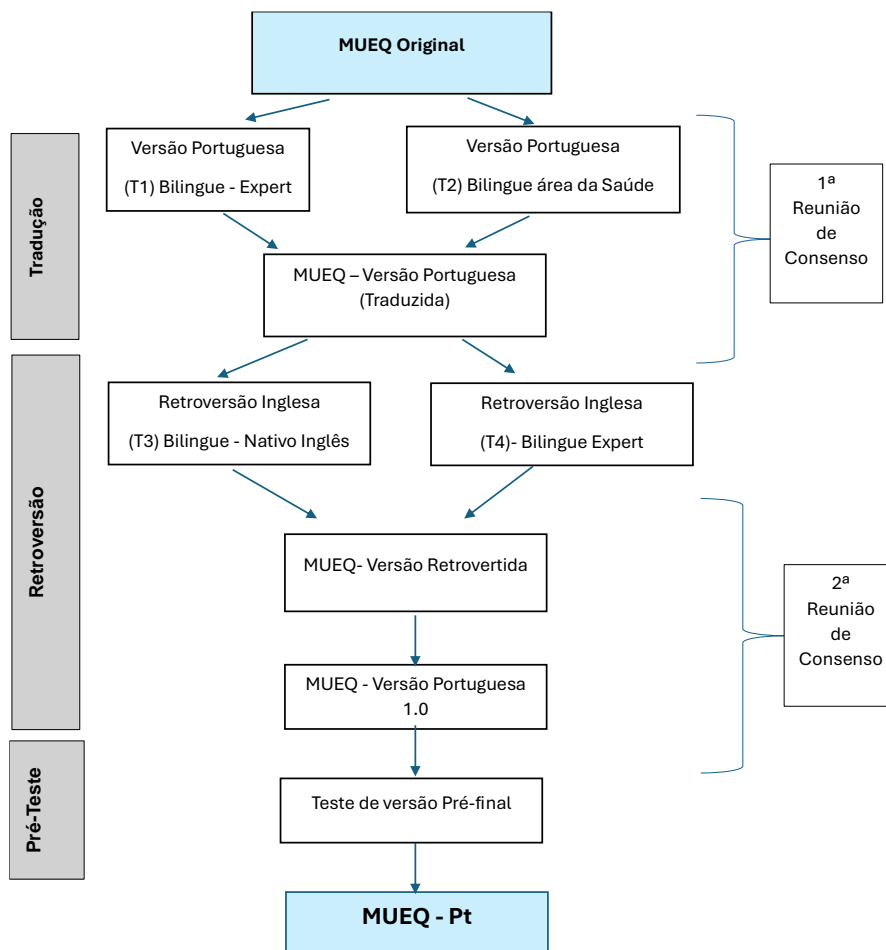 MUEQ Original
Tradução
Versão Portuguesa
(T1) Bilingue - Expert
Versão Portuguesa
(T2) Bilingue área da Saúde
1ª
Reunião
de
Consenso
MUEQ – Versão Portuguesa
(Traduzida)
Retroversão
Retroversão Inglesa
(T3) Bilingue - Nativo Inglês
Retroversão Inglesa
(T4)- Bilingue Expert
MUEQ- Versão Retrovertida
2ª
Reunião
de
Consenso
MUEQ - Versão Portuguesa
1.0
Pré-Teste
Teste de versão Pré-final
MUEQ - Pt